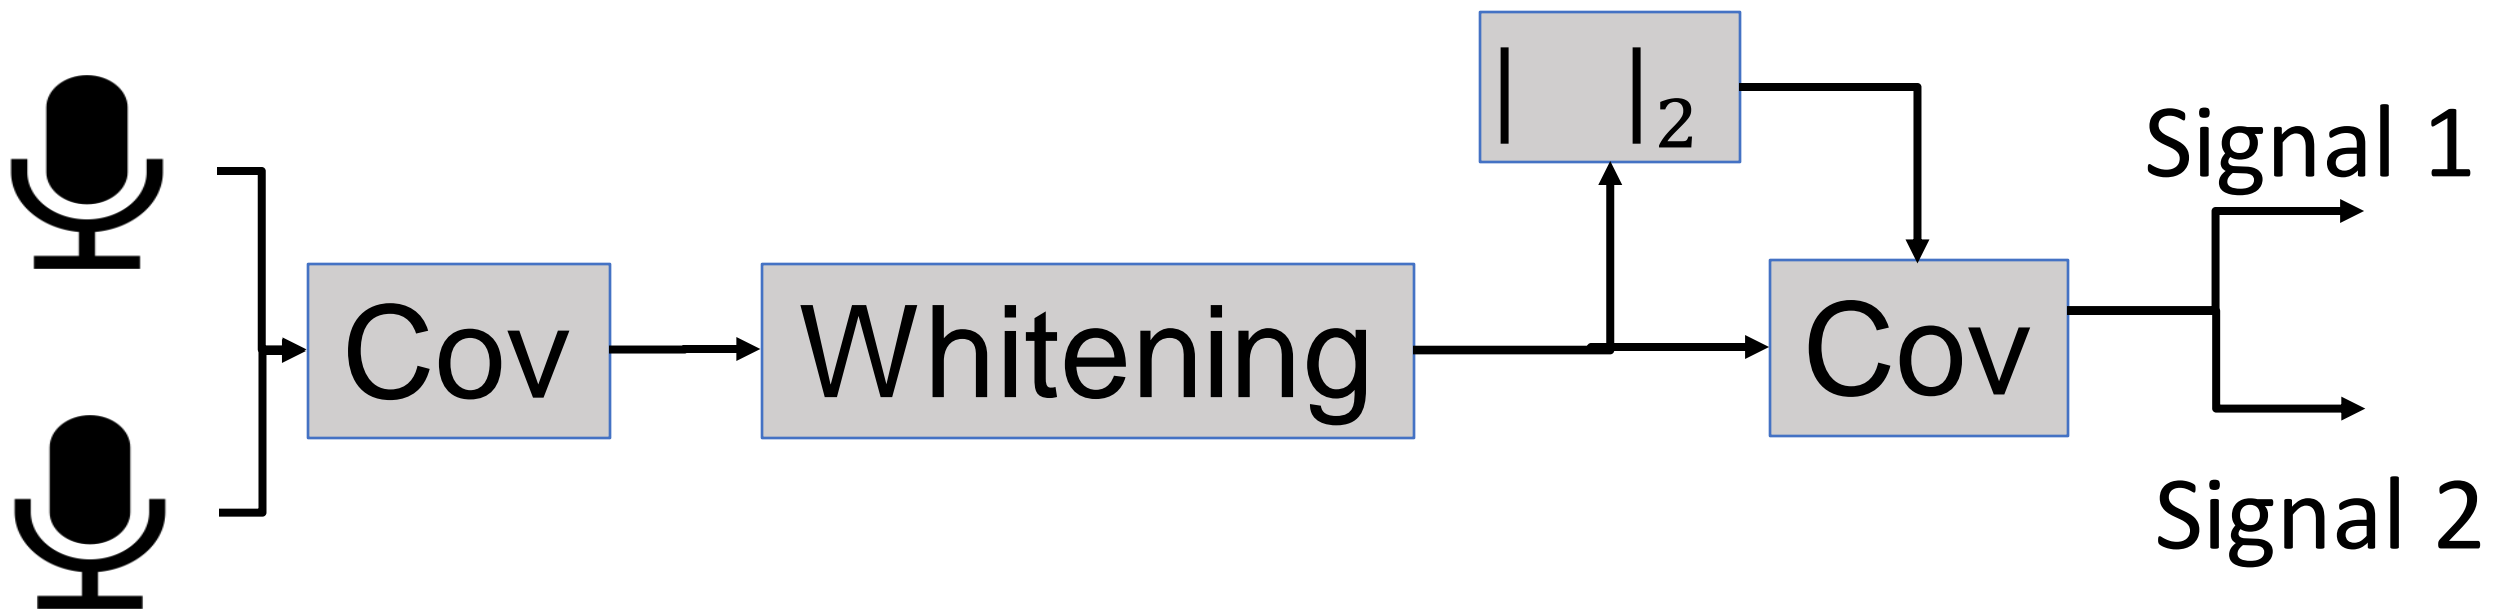 | |₂
Signal 1
Cov
Whitening
Cov
Signal 2